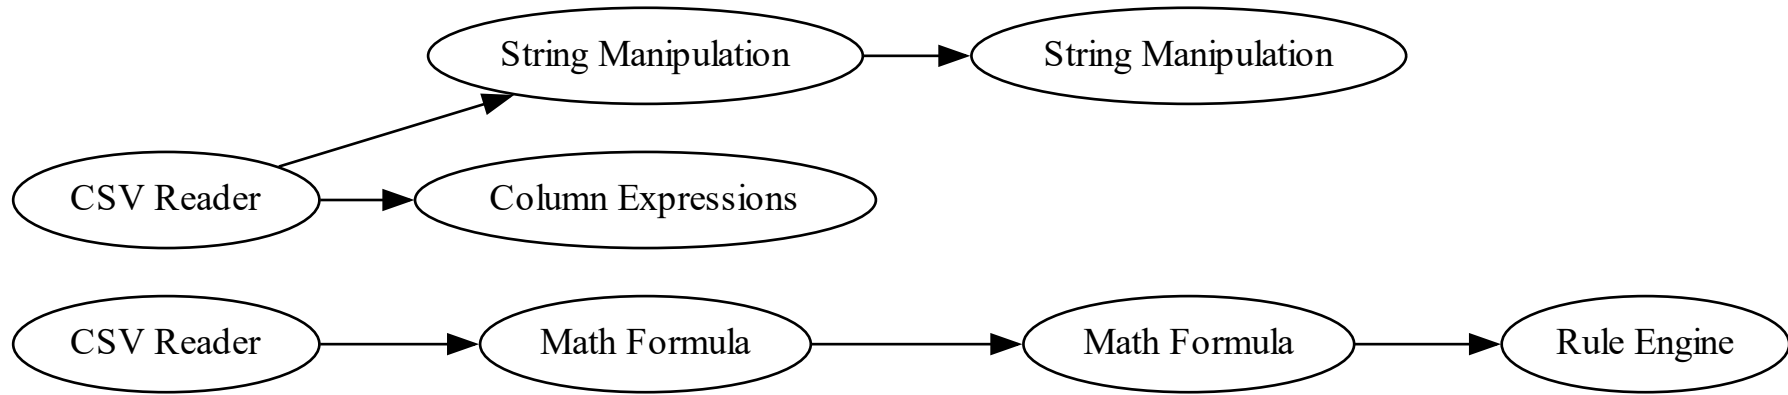 String Manipulation
String Manipulation
CSV Reader
Column Expressions
CSV Reader
Math Formula
Math Formula
Rule Engine